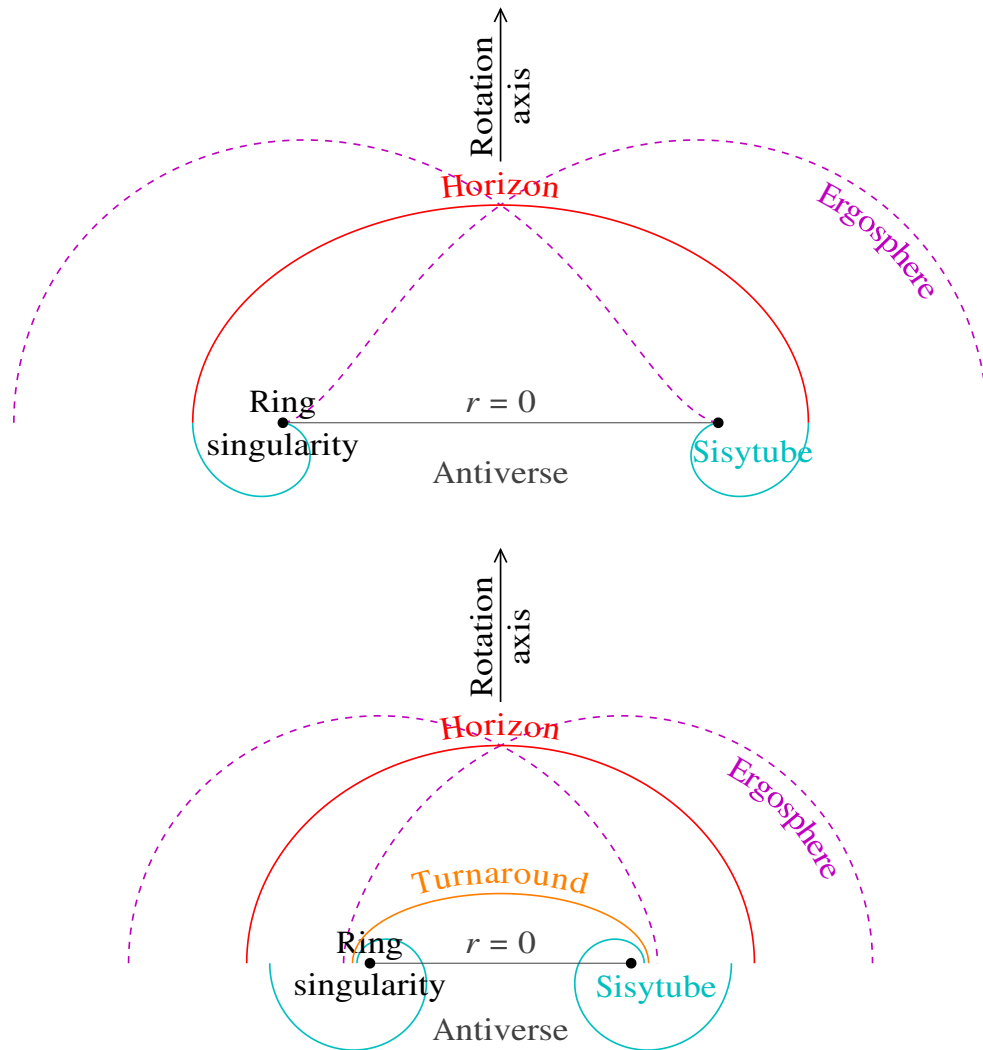 Rotation
axis
Horizon
Ergosphere
Ring
singularity
r = 0
Sisytube
Antiverse
Rotation
axis
Horizon
Ergosphere
Turnaround
Ring
singularity
r = 0
Sisytube
Antiverse